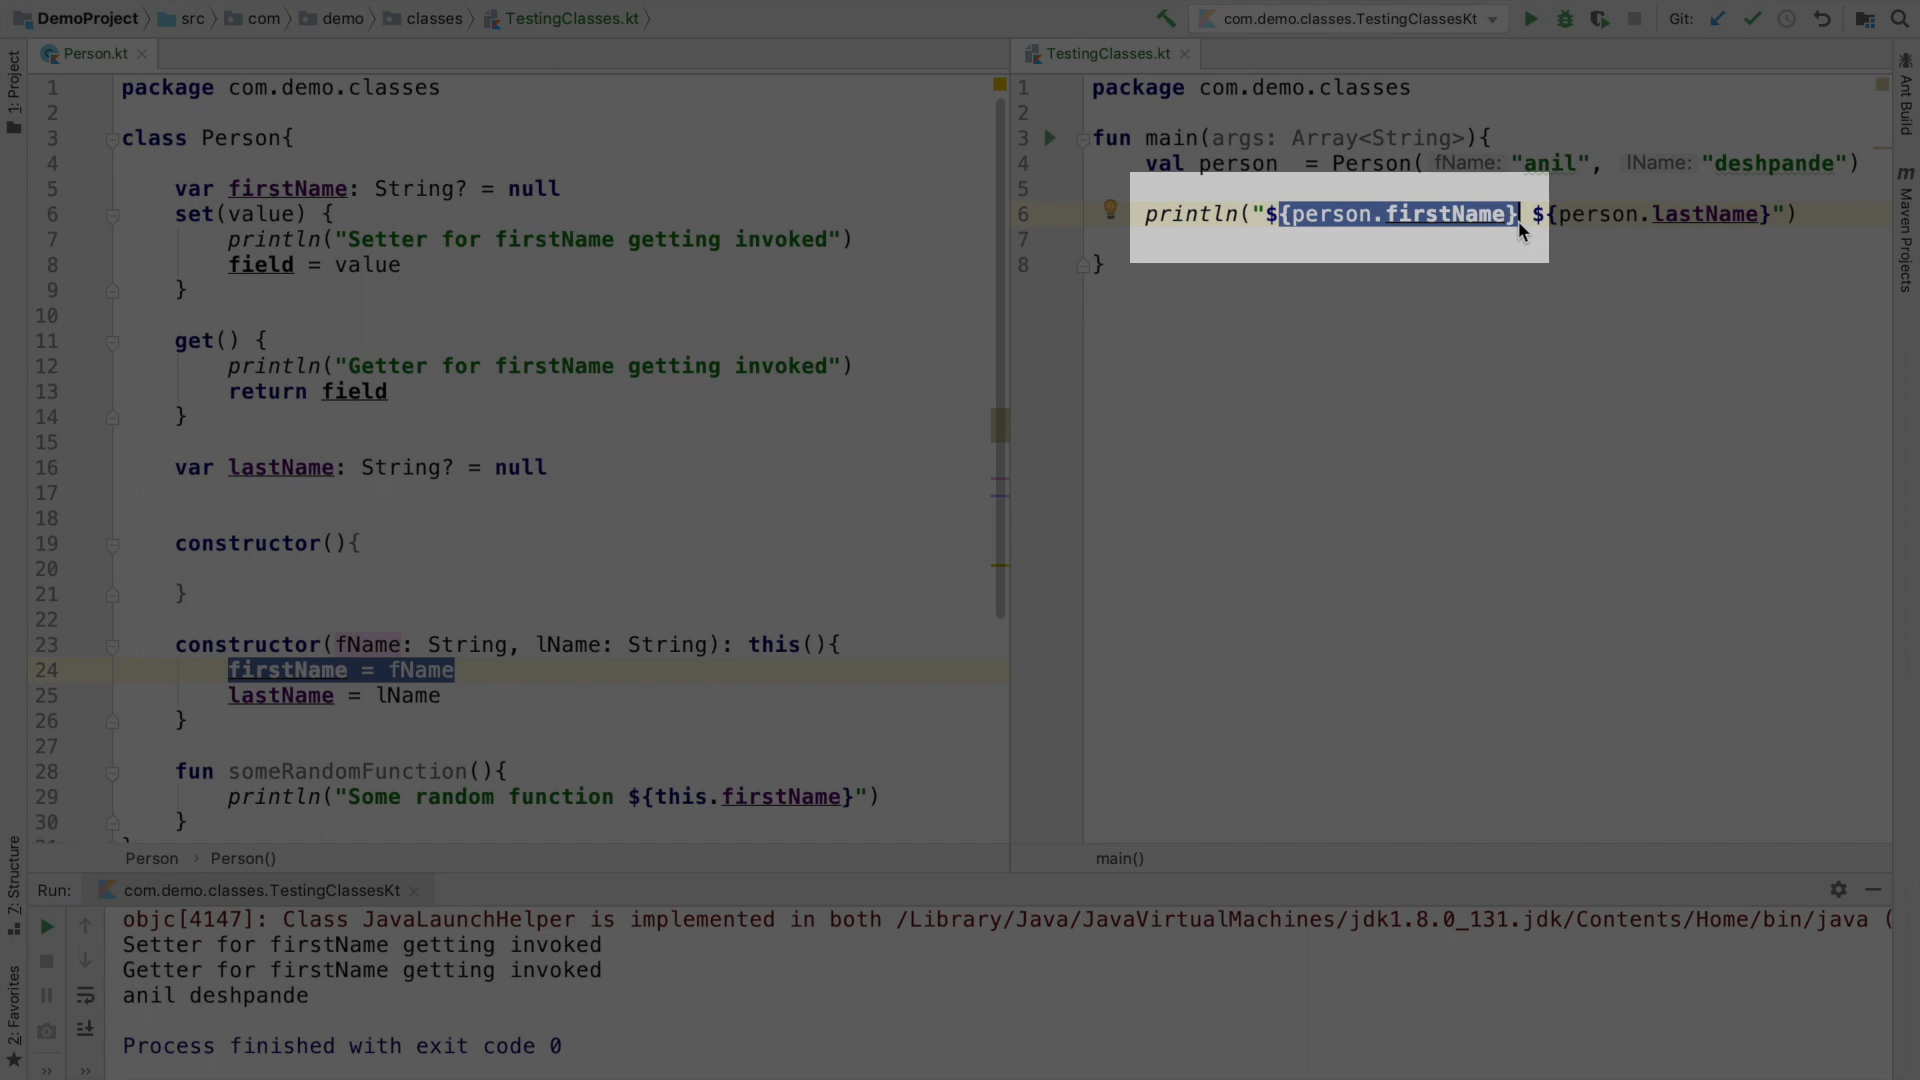 DemoProject src com demo classes TestingClasses.kt com.demo.classes.TestingClassesKt Git:
1: Project
Person.kt
1 package com.demo.classes
2
3 class Person{
4
5 var firstName: String? = null
6 set(value) {
7 println("Setter for firstName getting invoked")
8 field = value
9 }
10
11 get() {
12 println("Getter for firstName getting invoked")
13 return field
14 }
15
16 var lastName: String? = null
17
18
19 constructor(){
20
21 }
22
23 constructor(fName: String, lName: String): this(){
24 firstName = fName
25 lastName = lName
26 }
27
28 fun someRandomFunction(){
29 println("Some random function ${this.firstName}")
30 }
Person › Person()
TestingClasses.kt
1 package com.demo.classes
2
3 fun main(args: Array<String>){
4 val person = Person( fName: "anil", lName: "deshpande")
5
6 println("${person.firstName} ${person.lastName}")
7
8 }
main()
Ant Build
m Maven Projects
Z: Structure
2: Favorites
Run: com.demo.classes.TestingClassesKt
objc[4147]: Class JavaLaunchHelper is implemented in both /Library/Java/JavaVirtualMachines/jdk1.8.0_131.jdk/Contents/Home/bin/java (
Setter for firstName getting invoked
Getter for firstName getting invoked
anil deshpande
Process finished with exit code 0